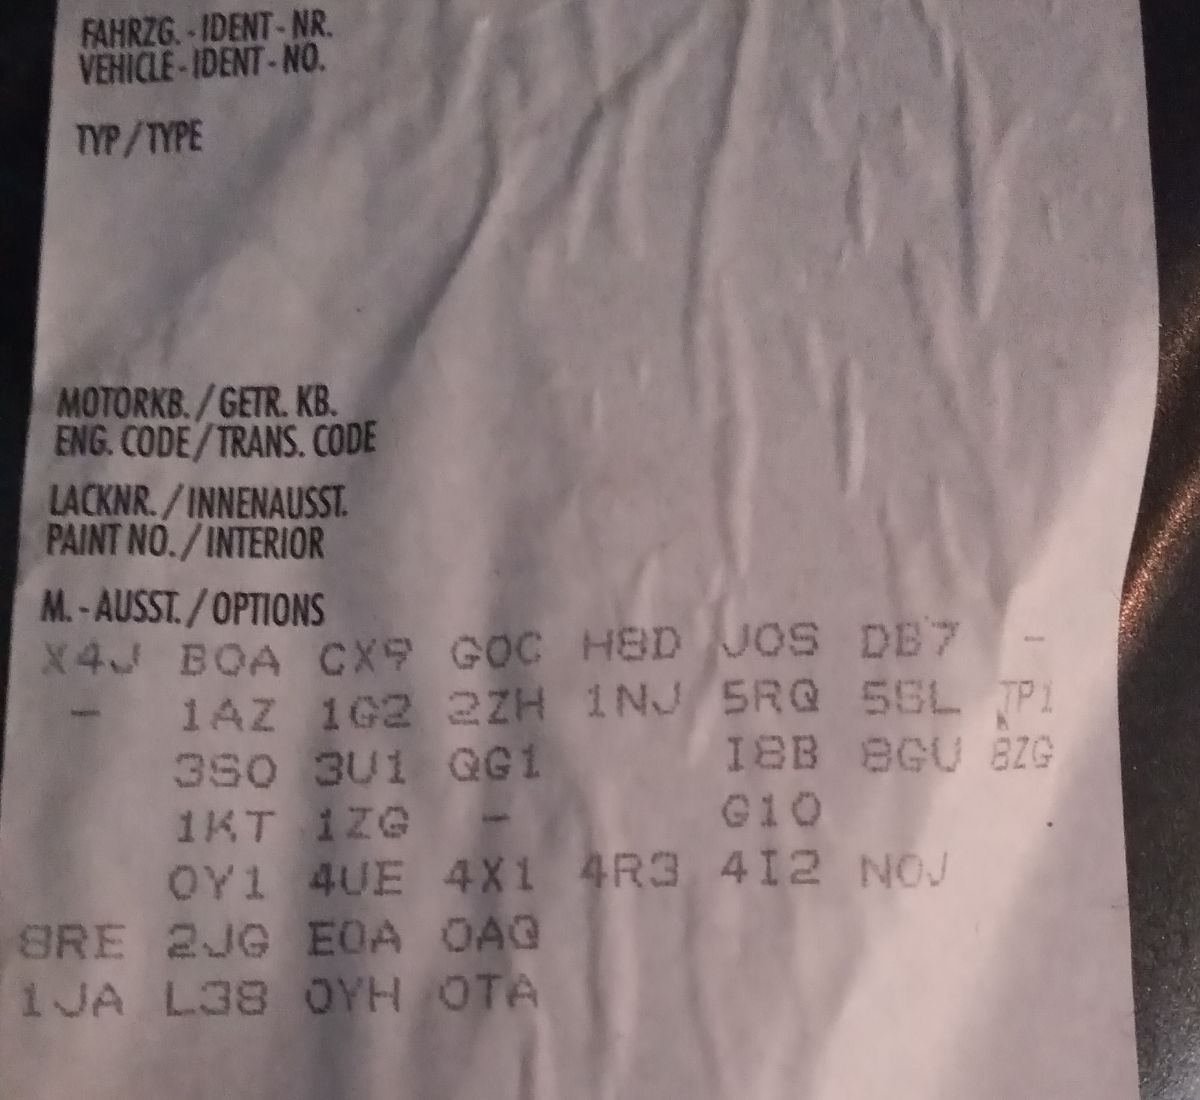 FAHRZG. - IDENT - NR.
VEHICLE - IDENT - NO.
TYP / TYPE
MOTORKB. / GETR. KB.
ENG. CODE / TRANS. CODE
LACKNR. / INNENAUSST.
PAINT NO. / INTERIOR
M. - AUSST. / OPTIONS
X4J B0A CX9 G0C H8D J0S DB7 -
- 1AZ 1G2 2ZH 1NJ 5RQ 5SL 7P1
3S0 3U1 QG1 I8B 8GU 8ZG
1KT 1ZG - G10
0Y1 4UE 4X1 4R3 4I2 N0J
8RE 2JG E0A 0AG
1JA L38 0YH 0TA